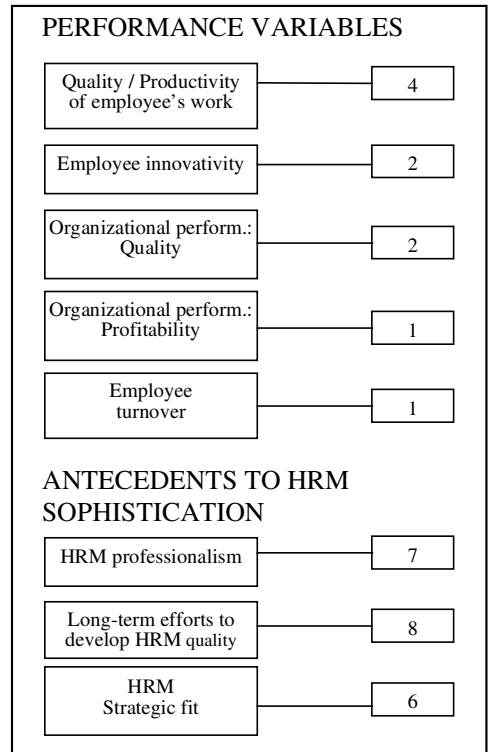 PERFORMANCE VARIABLES
Quality / Productivity
of employee's work
4
Employee innovativity
2
Organizational perform.:
Quality
2
Organizational perform.:
Profitability
1
Employee
turnover
1
ANTECEDENTS TO HRM
SOPHISTICATION
HRM professionalism
7
Long-term efforts to
develop HRM quality
8
HRM
Strategic fit
6